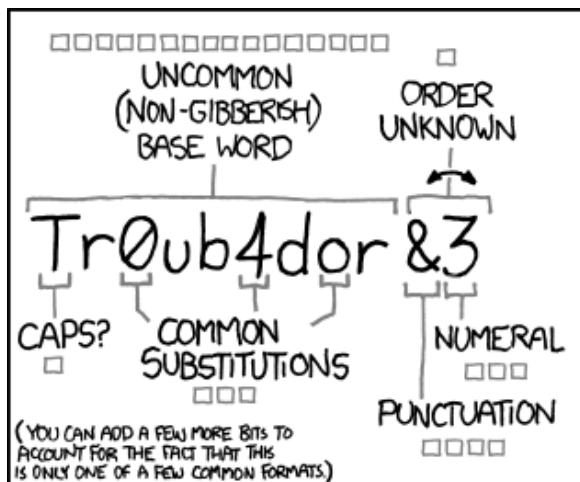 UNCOMMON
(NON-GIBBERISH)
BASE WORD
ORDER
UNKNOWN
Tr0ub4dor &3
CAPS?
COMMON
SUBSTITUTIONS
NUMERAL
PUNCTUATION
(YOU CAN ADD A FEW MORE BITS TO
ACCOUNT FOR THE FACT THAT THIS
IS ONLY ONE OF A FEW COMMON FORMATS.)